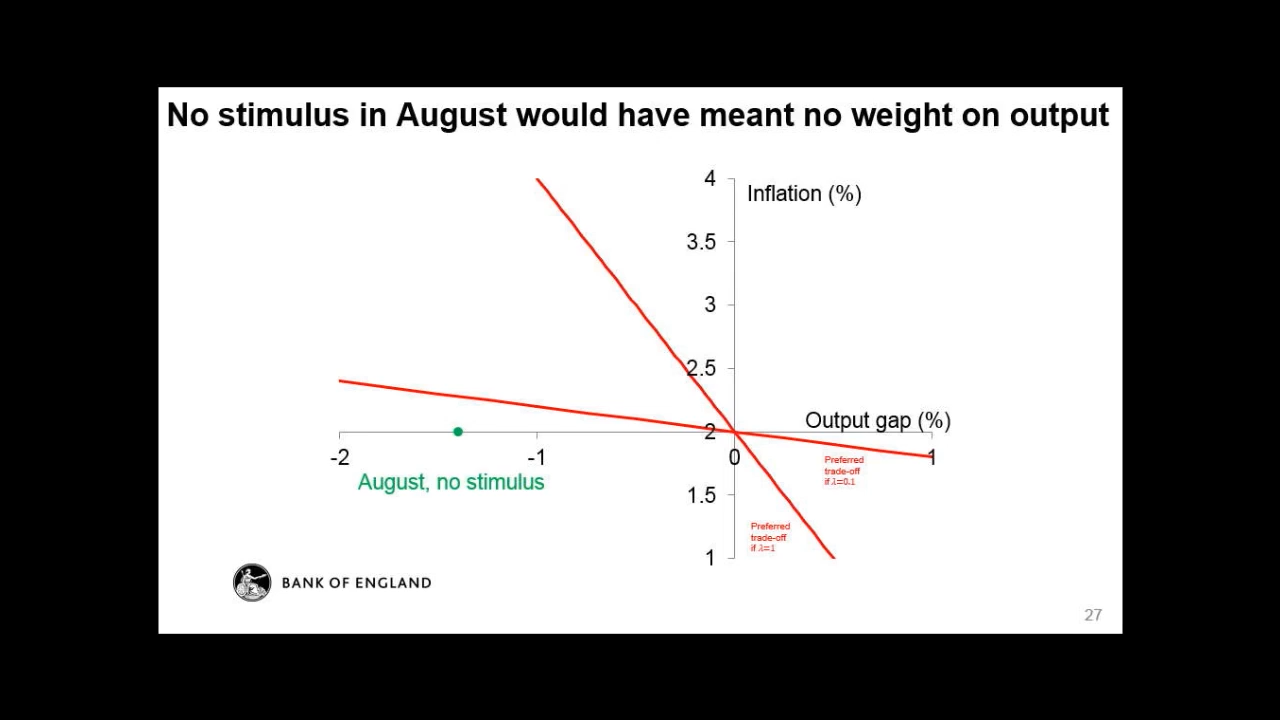 No stimulus in August would have meant no weight on output
4
Inflation (%)
3.5
3
2.5
Output gap (%)
2
-2
-1
0
1
Preferred
trade-off
if λ=0.1
August, no stimulus
1.5
Preferred
trade-off
if λ=1
1
BANK OF ENGLAND
27